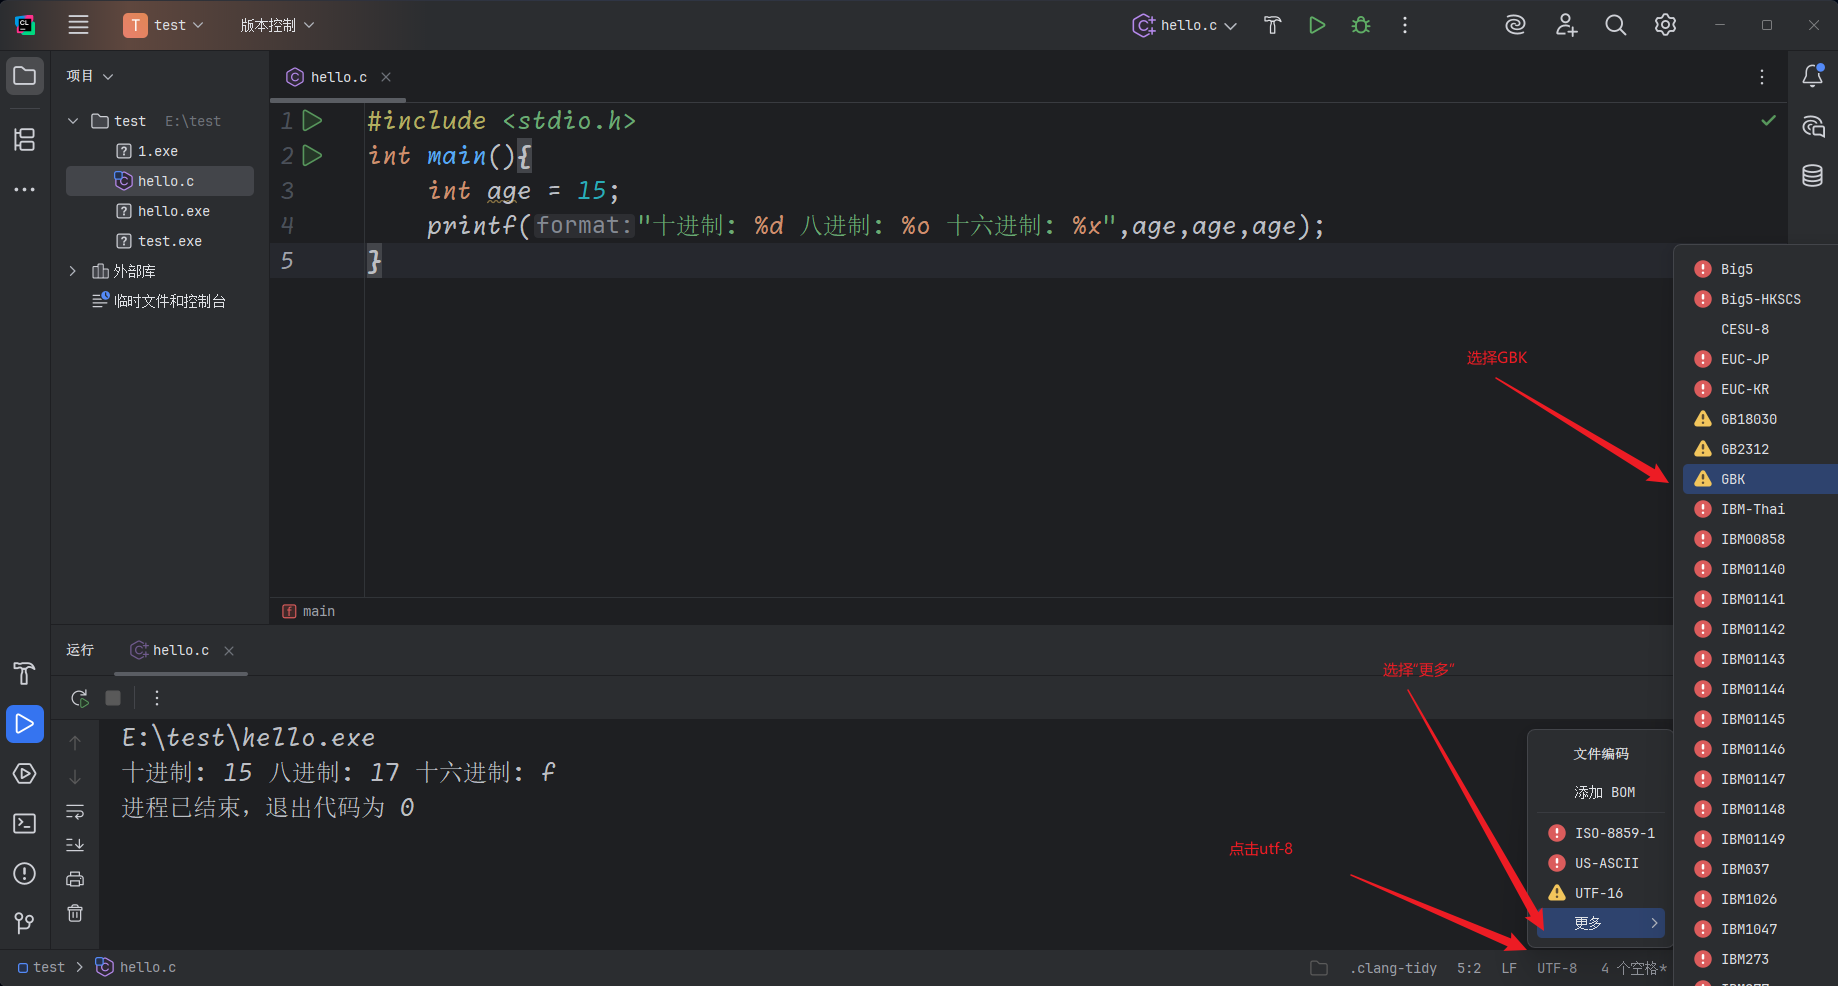 CL
T test
版本控制
hello.c
项目
hello.c
test E:\test
1.exe
hello.c
hello.exe
test.exe
外部库
临时文件和控制台
1 #include <stdio.h>
2 int main(){
3 int age = 15;
4 printf(format:"十进制: %d 八进制: %o 十六进制: %x",age,age,age);
5 }
f main
选择GBK
选择“更多”
点击utf-8
Big5
Big5-HKSCS
CESU-8
EUC-JP
EUC-KR
GB18030
GB2312
GBK
IBM-Thai
IBM00858
IBM01140
IBM01141
IBM01142
IBM01143
IBM01144
IBM01145
IBM01146
IBM01147
IBM01148
IBM01149
IBM037
IBM1026
IBM1047
IBM273
运行
hello.c
E:\test\hello.exe
十进制: 15 八进制: 17 十六进制: f
进程已结束，退出代码为 0
文件编码
添加 BOM
ISO-8859-1
US-ASCII
UTF-16
更多
test
hello.c
.clang-tidy
5:2
LF
UTF-8
4 个空格*